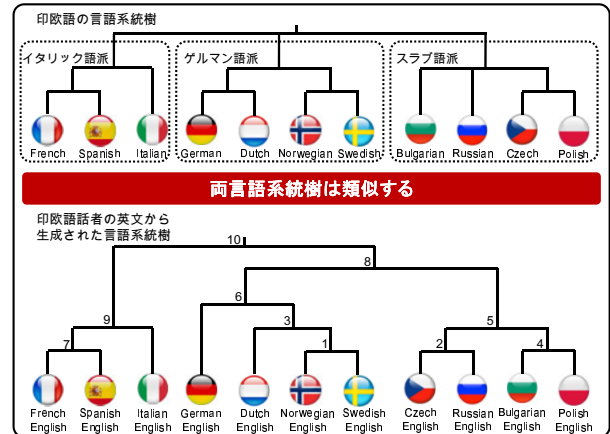 印欧語の言語系統樹
イタリック語派
ゲルマン語派
スラブ語派
French
Spanish
Italian
German
Dutch
Norwegian
Swedish
Bulgarian
Russian
Czech
Polish
両言語系統樹は類似する
印欧語話者の英文から
生成された言語系統樹
10
8
6
9
3
5
7
1
2
4
French
English
Spanish
English
Italian
English
German
English
Dutch
English
Norwegian
English
Swedish
English
Czech
English
Russian
English
Bulgarian
English
Polish
English